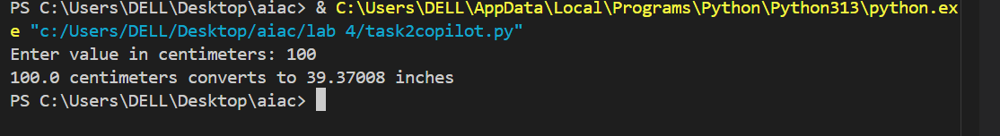 PS C:\Users\DELL\Desktop\aiac> & C:\Users\DELL\AppData\Local\Programs\Python\Python313\python.ex
e "c:/Users/DELL/Desktop/aiac/lab 4/task2copilot.py"
Enter value in centimeters: 100
100.0 centimeters converts to 39.37008 inches
PS C:\Users\DELL\Desktop\aiac>